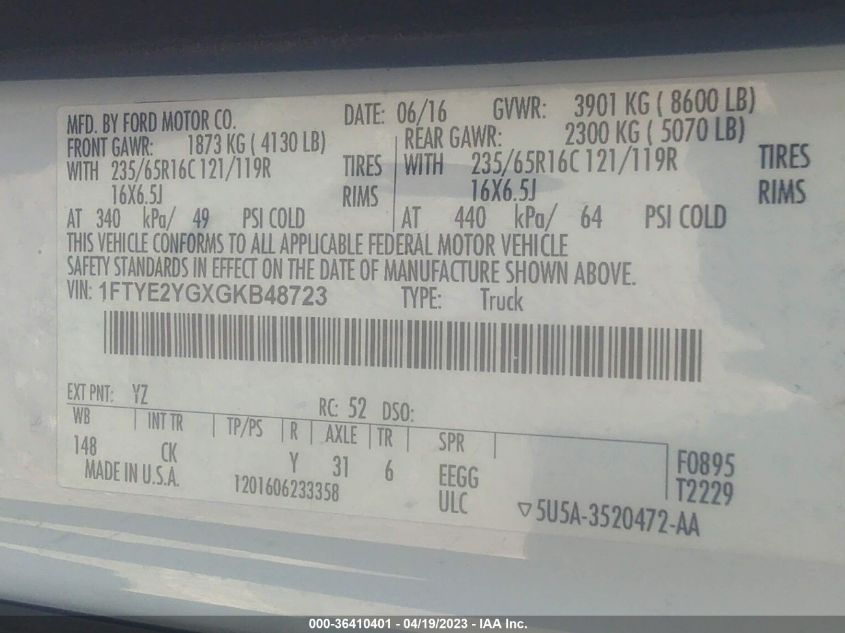 MFD. BY FORD MOTOR CO. DATE: 06/16 GVWR: 3901 KG ( 8600 LB)
FRONT GAWR: 1873 KG ( 4130 LB) REAR GAWR: 2300 KG ( 5070 LB)
WITH 235/65R16C 121/119R TIRES WITH 235/65R16C 121/119R TIRES
16X6.5J RIMS 16X6.5J RIMS
AT 340 kPa/ 49 PSI COLD AT 440 kPa/ 64 PSI COLD
THIS VEHICLE CONFORMS TO ALL APPLICABLE FEDERAL MOTOR VEHICLE
SAFETY STANDARDS IN EFFECT ON THE DATE OF MANUFACTURE SHOWN ABOVE.
VIN: 1FTYE2YGXGKB48723 TYPE: Truck
EXT PNT: YZ RC: 52 DSO:
WB INT TR TP/PS R AXLE TR SPR
148 CK Y 31 6 EEGG F0895
MADE IN U.S.A. 1201606233358 ULC T2229
▽5U5A-3520472-AA
000-36410401 - 04/19/2023 - IAA Inc.